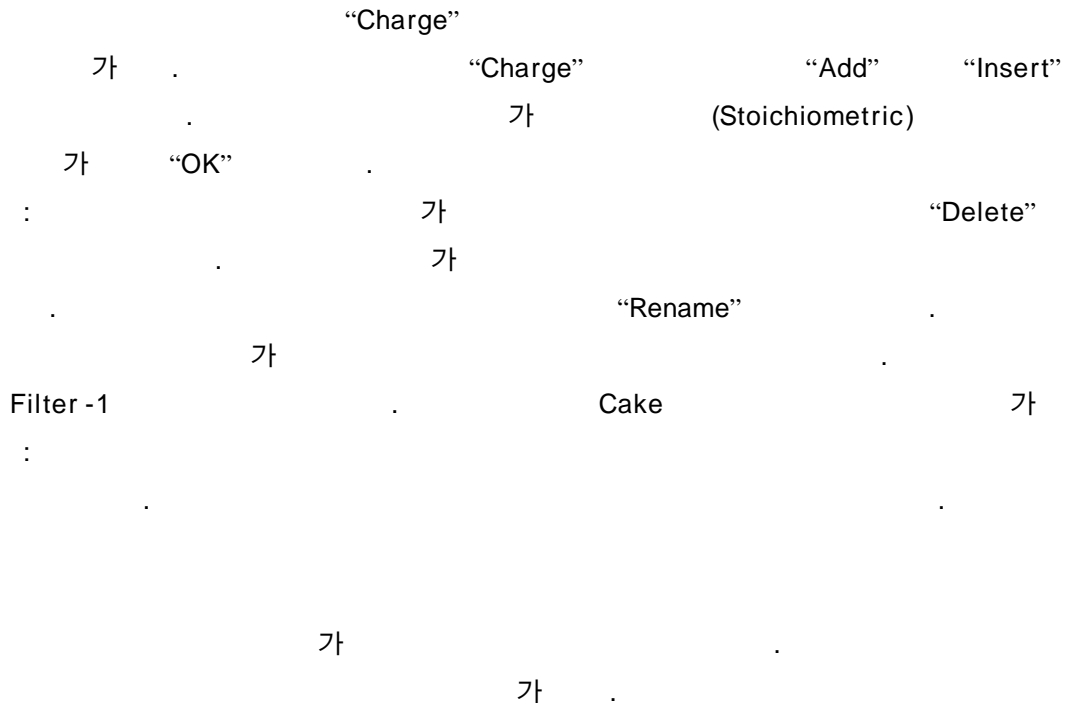 “Charge”
가 . “Charge” “Add” “Insert”
. 가 (Stoichiometric)
가 “OK” .
: 가 “Delete”
. 가
. “Rename” .
가 .
Filter -1 . Cake 가
:
. .
가 .
가 .